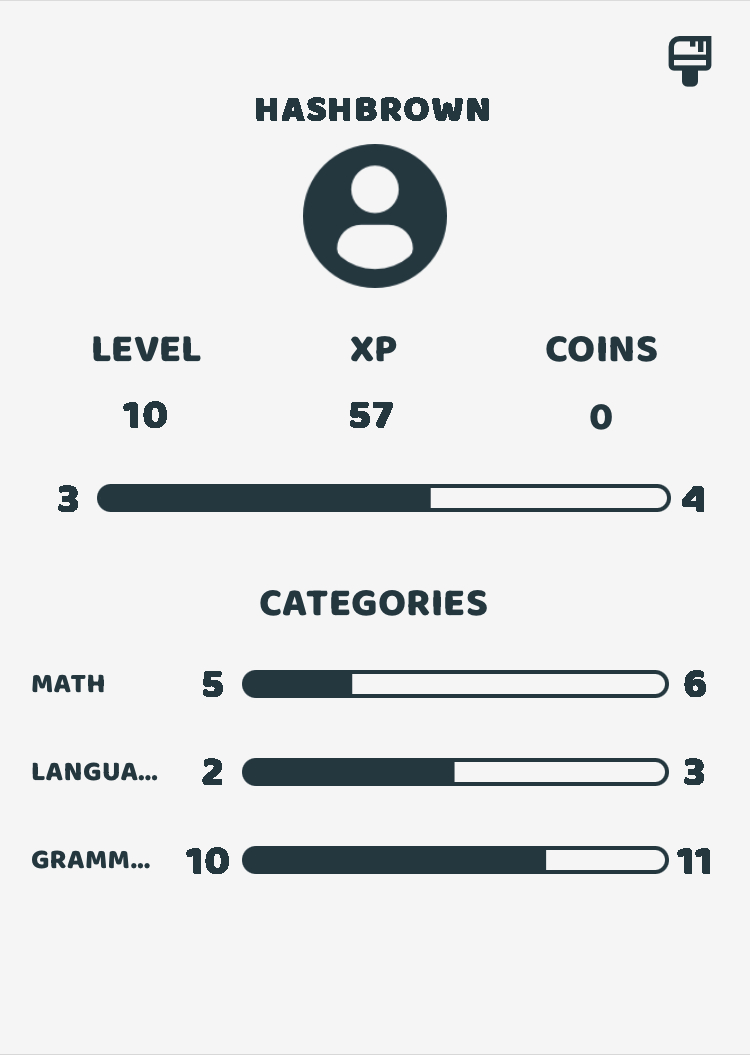 HASHBROWN
LEVEL XP COINS
10 57 0
3 4
CATEGORIES
MATH 5 6
LANGUA... 2 3
GRAMM... 10 11